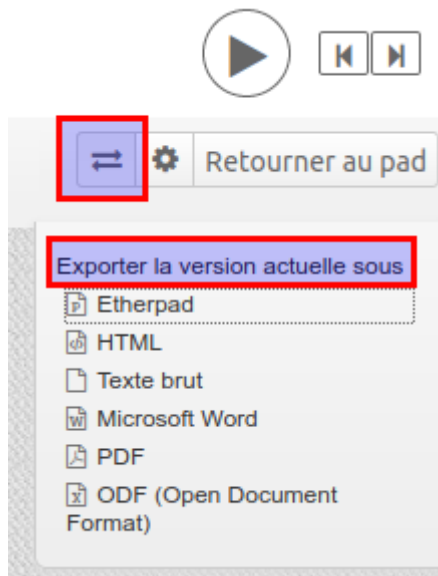 Retourner au pad
Exporter la version actuelle sous
Etherpad
HTML
Texte brut
Microsoft Word
PDF
ODF (Open Document
Format)